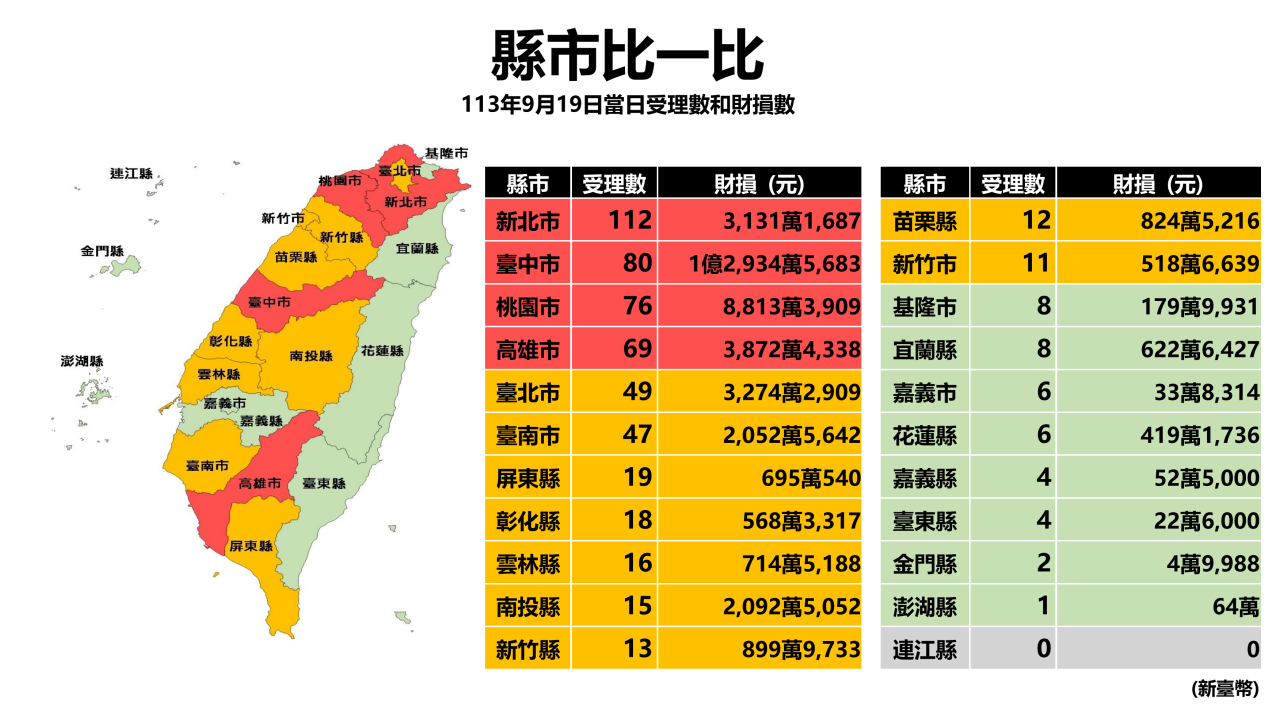 縣市比一比
113年9月19日當日受理數和財損數
基隆市
連江縣
臺北市
桃園市
新北市
新竹市
新竹縣
金門縣
苗栗縣
宜蘭縣
臺中市
彰化縣
南投縣
花蓮縣
澎湖縣
雲林縣
嘉義市
嘉義縣
臺南市
高雄市
臺東縣
屏東縣
縣市 受理數 財損 (元)
新北市 112 3,131萬1,687
臺中市 80 1億2,934萬5,683
桃園市 76 8,813萬3,909
高雄市 69 3,872萬4,338
臺北市 49 3,274萬2,909
臺南市 47 2,052萬5,642
屏東縣 19 695萬540
彰化縣 18 568萬3,317
雲林縣 16 714萬5,188
南投縣 15 2,092萬5,052
新竹縣 13 899萬9,733
縣市 受理數 財損 (元)
苗栗縣 12 824萬5,216
新竹市 11 518萬6,639
基隆市 8 179萬9,931
宜蘭縣 8 622萬6,427
嘉義市 6 33萬8,314
花蓮縣 6 419萬1,736
嘉義縣 4 52萬5,000
臺東縣 4 22萬6,000
金門縣 2 4萬9,988
澎湖縣 1 64萬
連江縣 0 0
(新臺幣)